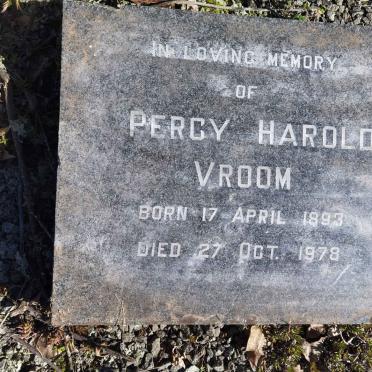 IN LOVING MEMORY
OF
PERCY HAROLD
VROOM
BORN 17 APRIL 1893
DIED 27 OCT. 1978